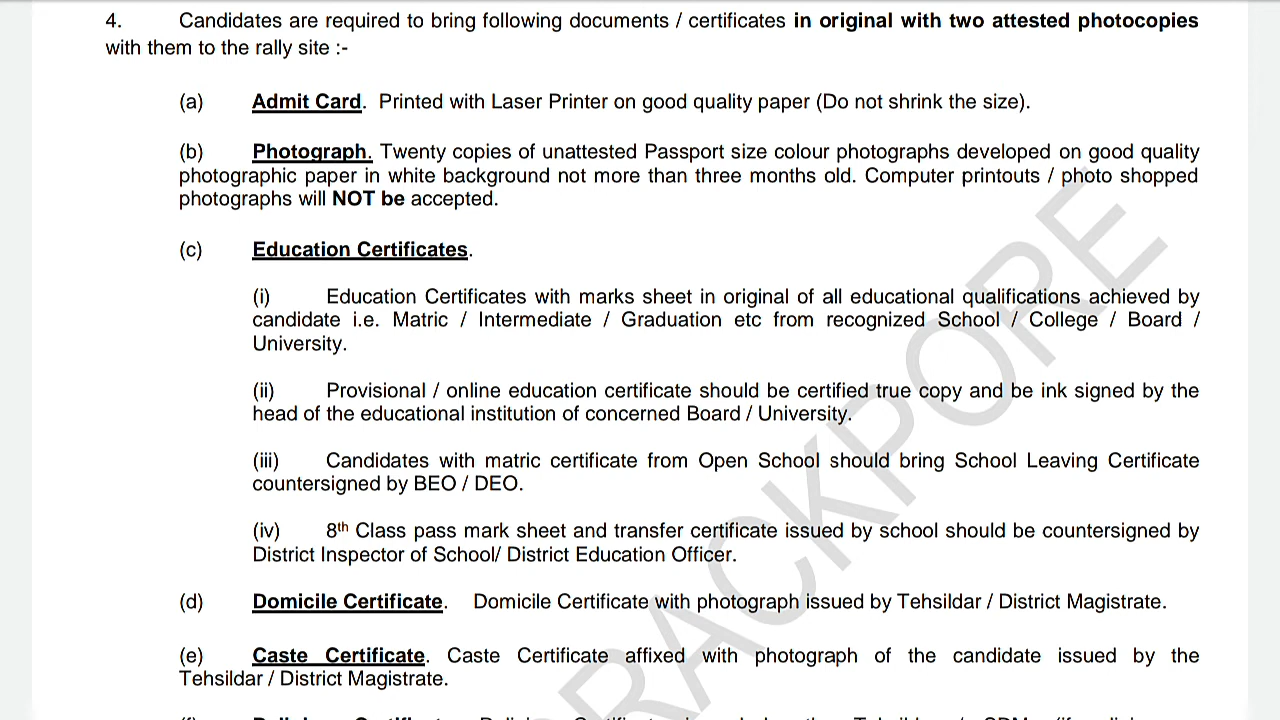 4. Candidates are required to bring following documents / certificates in original with two attested photocopies
with them to the rally site :-
(a) Admit Card. Printed with Laser Printer on good quality paper (Do not shrink the size).
(b) Photograph. Twenty copies of unattested Passport size colour photographs developed on good quality
photographic paper in white background not more than three months old. Computer printouts / photo shopped
photographs will NOT be accepted.
(c) Education Certificates.
(i) Education Certificates with marks sheet in original of all educational qualifications achieved by
candidate i.e. Matric / Intermediate / Graduation etc from recognized School / College / Board /
University.
(ii) Provisional / online education certificate should be certified true copy and be ink signed by the
head of the educational institution of concerned Board / University.
(iii) Candidates with matric certificate from Open School should bring School Leaving Certificate
countersigned by BEO / DEO.
(iv) 8th Class pass mark sheet and transfer certificate issued by school should be countersigned by
District Inspector of School/ District Education Officer.
(d) Domicile Certificate. Domicile Certificate with photograph issued by Tehsildar / District Magistrate.
(e) Caste Certificate. Caste Certificate affixed with photograph of the candidate issued by the
Tehsildar / District Magistrate.
RACKPORE